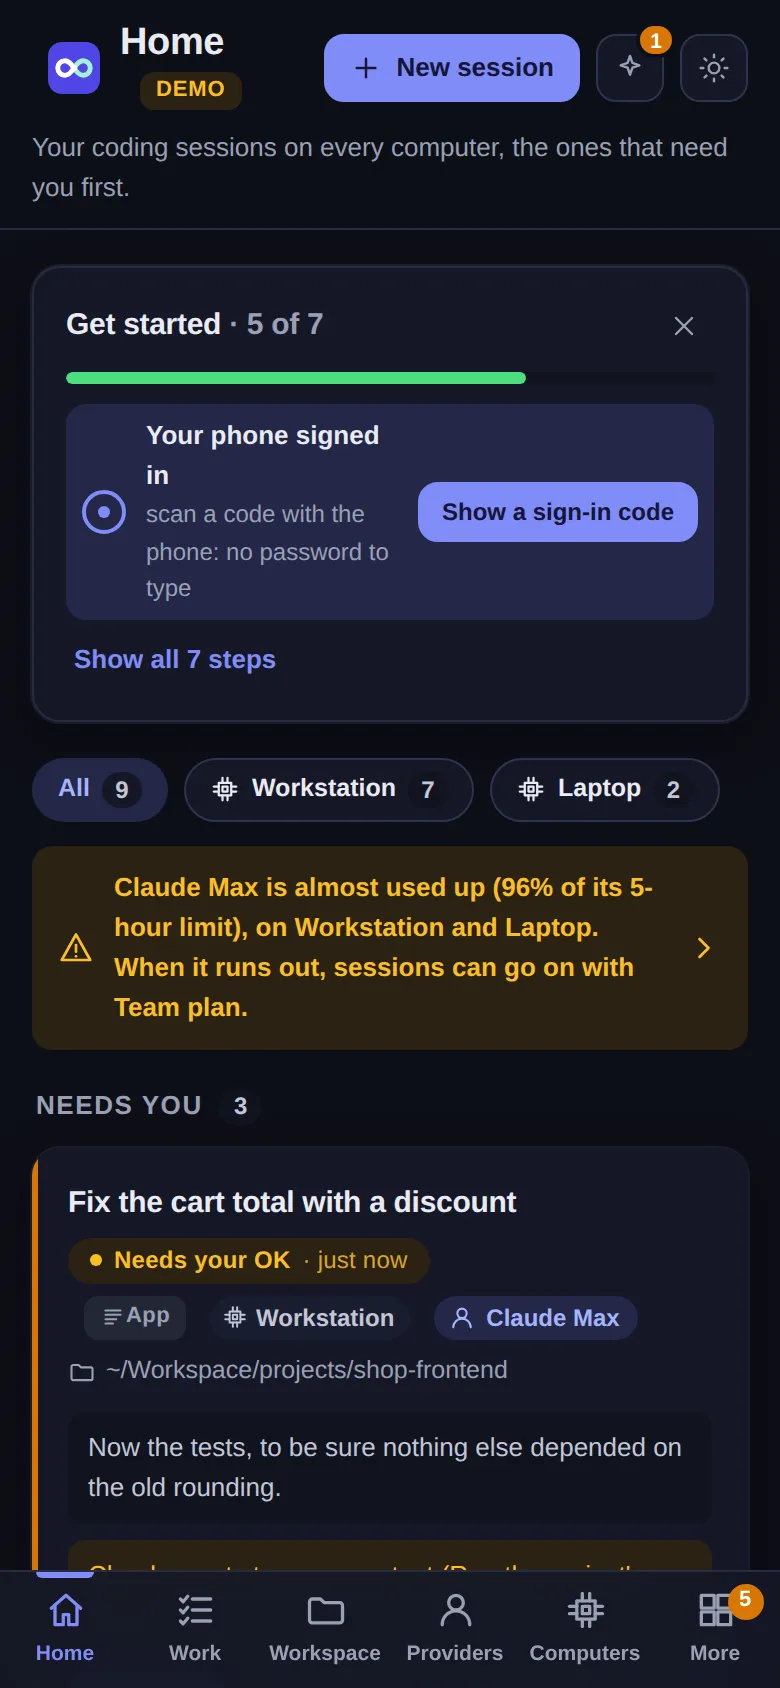 Home
DEMO
New session
1
Your coding sessions on every computer, the ones that need
you first.
Get started · 5 of 7
Your phone signed
in
scan a code with the
phone: no password to
type
Show a sign-in code
Show all 7 steps
All 9
Workstation 7
Laptop 2
Claude Max is almost used up (96% of its 5-
hour limit), on Workstation and Laptop.
When it runs out, sessions can go on with
Team plan.
NEEDS YOU 3
Fix the cart total with a discount
Needs your OK · just now
App Workstation Claude Max
~/Workspace/projects/shop-frontend
Now the tests, to be sure nothing else depended on
the old rounding.
5
Home Work Workspace Providers Computers More